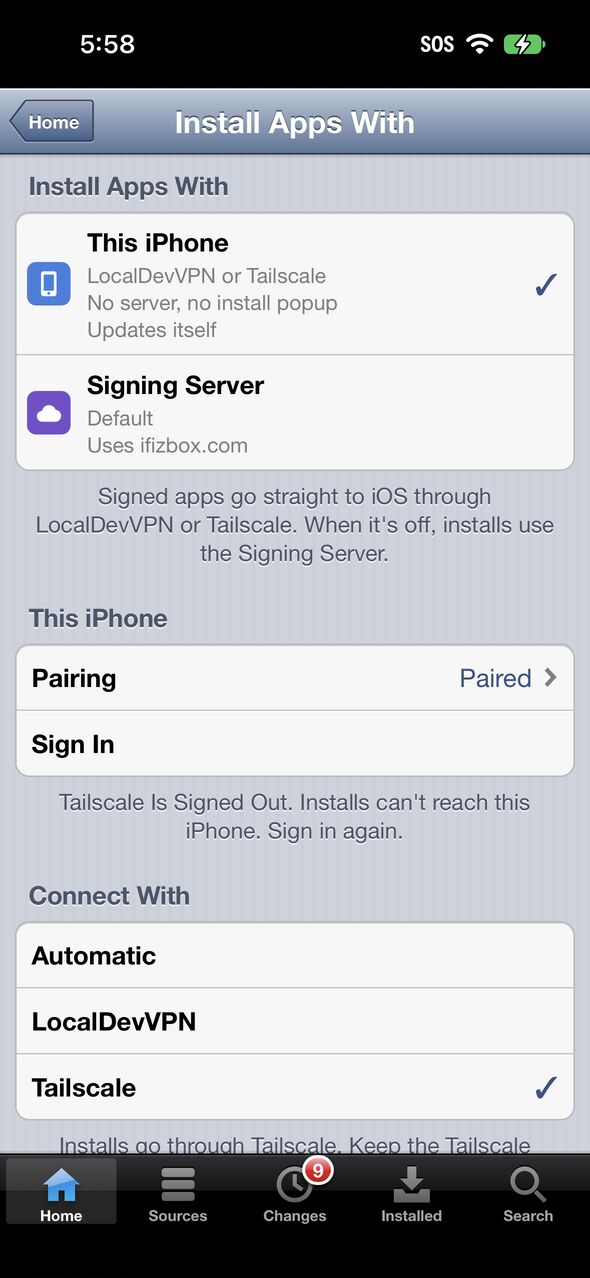 5:58
SOS
Home
Install Apps With
Install Apps With
This iPhone
LocalDevVPN or Tailscale
No server, no install popup
Updates itself
Signing Server
Default
Uses ifizbox.com
Signed apps go straight to iOS through
LocalDevVPN or Tailscale. When it's off, installs use
the Signing Server.
This iPhone
Pairing
Paired
Sign In
Tailscale Is Signed Out. Installs can't reach this
iPhone. Sign in again.
Connect With
Automatic
LocalDevVPN
Tailscale
Installs go through Tailscale. Keep the Tailscale
9
Home
Sources
Changes
Installed
Search